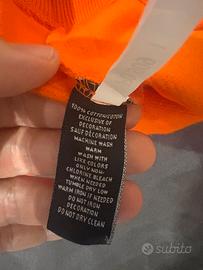 100% COTTON/COTON
EXCLUSIVE OF
DECORATION
SAUF DÉCORATION
MACHINE WASH
WARM
WASH WITH
LIKE COLORS
ONLY NON-
CHLORINE BLEACH
WHEN NEEDED
TUMBLE DRY LOW
WARM IRON IF NEEDED
DO NOT IRON
DECORATION
DO NOT DRY CLEAN
subito